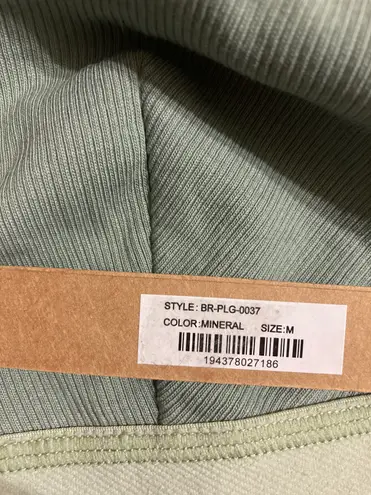 STYLE: BR-PLG-0037
COLOR:MINERAL SIZE:M
194378027186